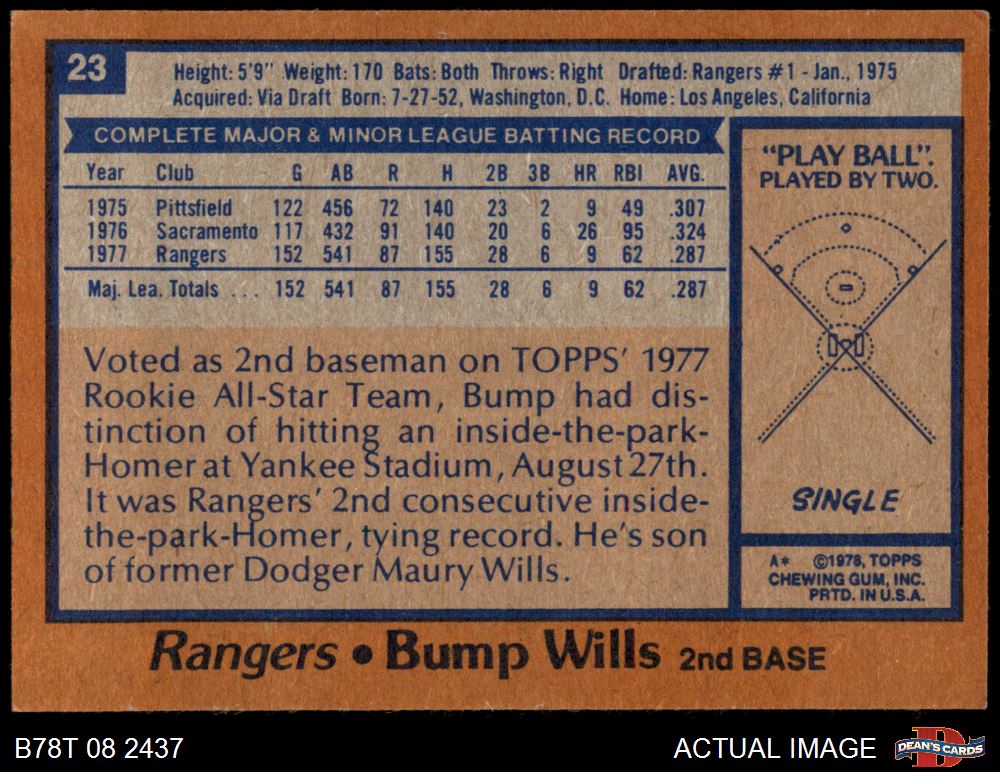 23
Height: 5'9" Weight: 170 Bats: Both Throws: Right Drafted: Rangers #1 - Jan., 1975
Acquired: Via Draft Born: 7-27-52, Washington, D.C. Home: Los Angeles, California
COMPLETE MAJOR & MINOR LEAGUE BATTING RECORD
Year Club G AB R H 2B 3B HR RBI AVG.
1975 Pittsfield 122 456 72 140 23 2 9 49 .307
1976 Sacramento 117 432 91 140 20 6 26 95 .324
1977 Rangers 152 541 87 155 28 6 9 62 .287
Maj. Lea. Totals ... 152 541 87 155 28 6 9 62 .287
Voted as 2nd baseman on TOPPS' 1977
Rookie All-Star Team, Bump had dis-
tinction of hitting an inside-the-park-
Homer at Yankee Stadium, August 27th.
It was Rangers' 2nd consecutive inside-
the-park-Homer, tying record. He's son
of former Dodger Maury Wills.
"PLAY BALL".
PLAYED BY TWO.
SINGLE
A* ©1978, TOPPS
CHEWING GUM, INC.
PRTD. IN U.S.A.
Rangers • Bump Wills 2nd BASE
B78T 08 2437
ACTUAL IMAGE
D
DEAN'S CARDS